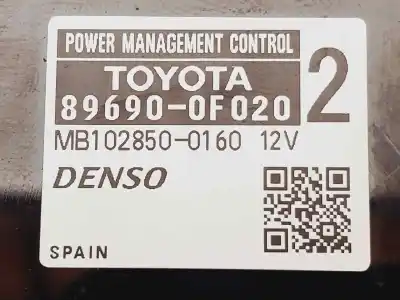 POWER MANAGEMENT CONTROL
TOYOTA
89690-0F020
2
MB102850-0160 12V
DENSO
SPAIN